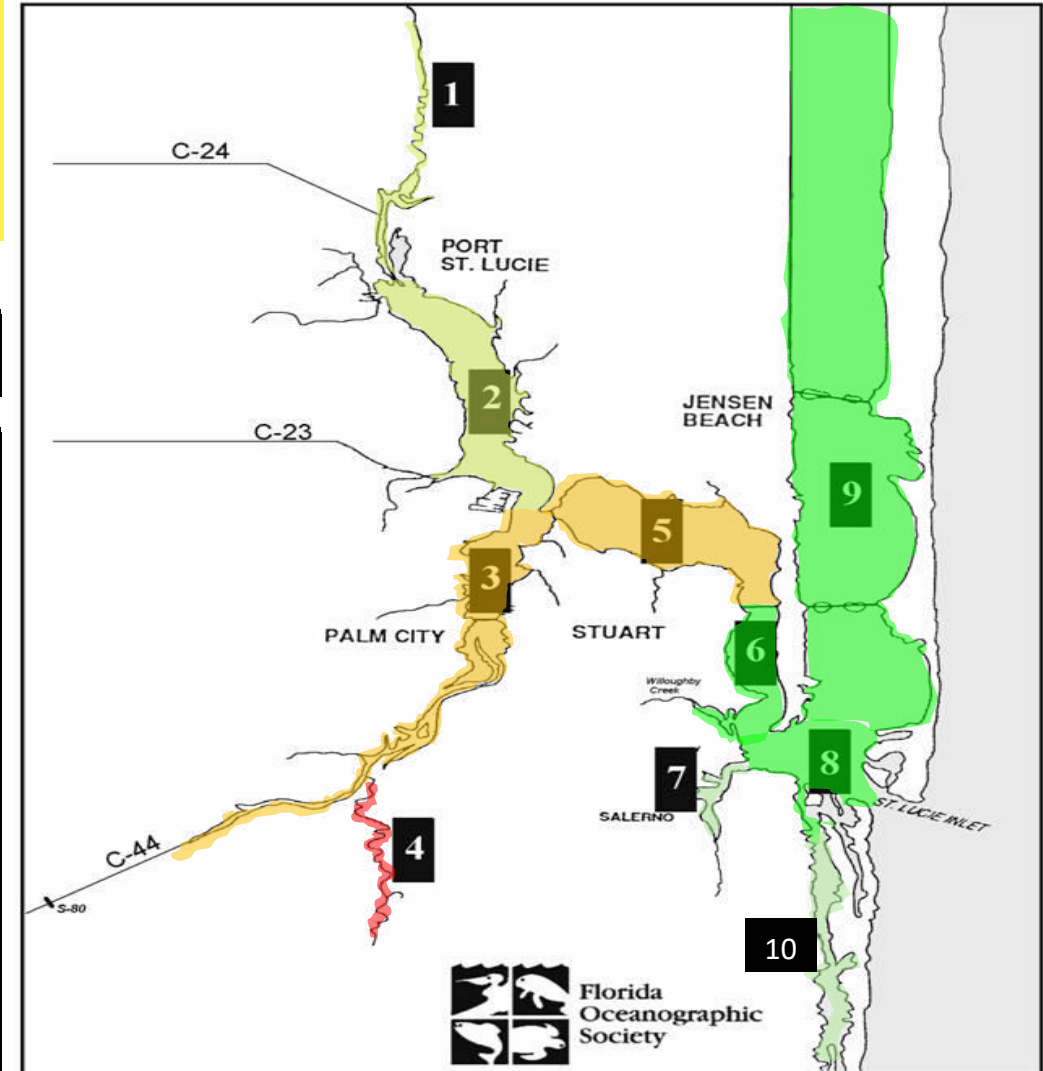 1
C-24
PORT
ST. LUCIE
2
JENSEN
BEACH
C-23
9
5
3
PALM CITY
STUART
6
Willoughby
Creek
8
7
SALERNO
ST. LUCIE INLET
4
C-44
S-80
10
Florida
Oceanographic
Society